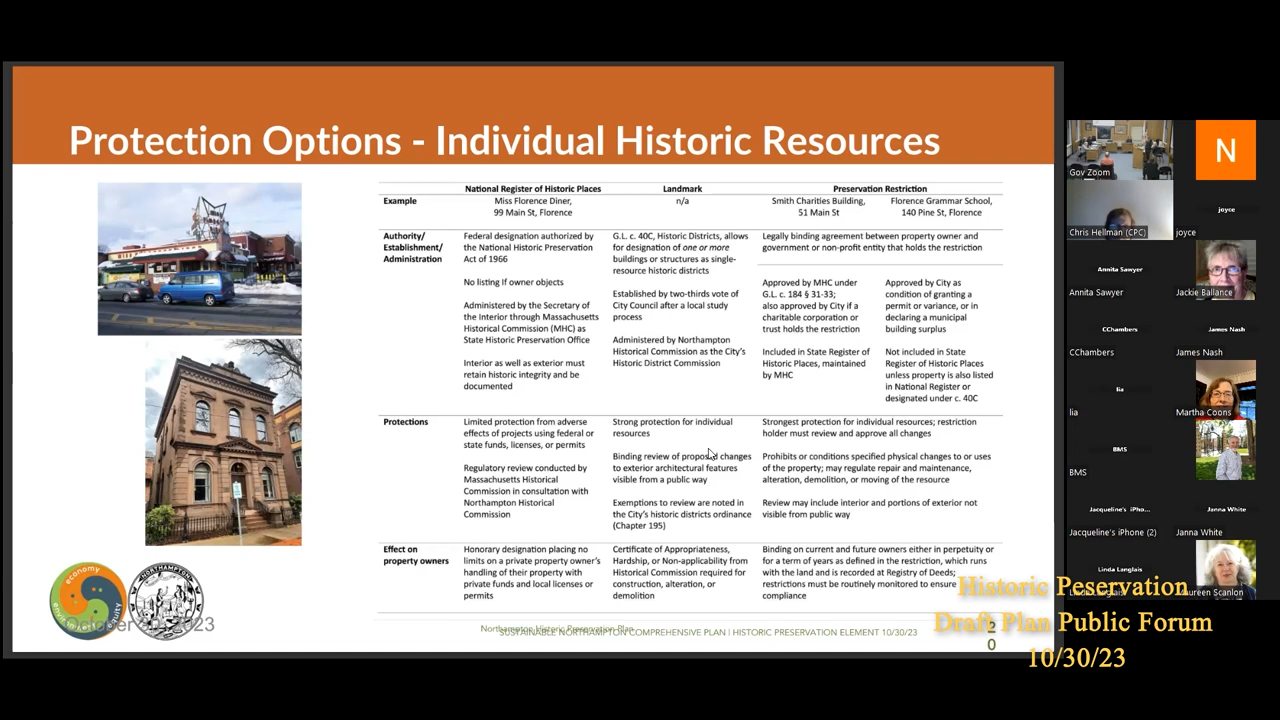 Protection Options - Individual Historic Resources
National Register of Historic Places
Landmark
Preservation Restriction
Example
Miss Florence Diner,
99 Main St, Florence
n/a
Smith Charities Building,
51 Main St
Florence Grammar School,
140 Pine St, Florence
Authority/
Establishment/
Administration
Federal designation authorized by
the National Historic Preservation
Act of 1966
No listing if owner objects
Administered by the Secretary of
the Interior through Massachusetts
Historical Commission (MHC) as
State Historic Preservation Office
Interior as well as exterior must
retain historic integrity and be
documented
G.L. c. 40C, Historic Districts, allows
for designation of one or more
buildings or structures as single-
resource historic districts
Established by two-thirds vote of
City Council after a local study
process
Administered by Northampton
Historical Commission as the City's
Historic District Commission
Legally binding agreement between property owner and
government or non-profit entity that holds the restriction
Approved by MHC under
G.L. c. 184 § 31-33;
also approved by City if a
charitable corporation or
trust holds the restriction
Included in State Register of
Historic Places, maintained
by MHC
Approved by City as
condition of granting a
permit or variance, or in
declaring a municipal
building surplus
Not included in State
Register of Historic Places
unless property is also listed
in National Register or
designated under c. 40C
Protections
Limited protection from adverse
effects of projects using federal or
state funds, licenses, or permits
Regulatory review conducted by
Massachusetts Historical
Commission in consultation with
Northampton Historical
Commission
Strong protection for individual
resources
Binding review of proposed changes
to exterior architectural features
visible from a public way
Exemptions to review are noted in
the City's historic districts ordinance
(Chapter 195)
Strongest protection for individual resources; restriction
holder must review and approve all changes
Prohibits or conditions specified physical changes to or uses
of the property; may regulate repair and maintenance,
alteration, demolition, or moving of the resource
Review may include interior and portions of exterior not
visible from public way
Effect on
property owners
Honorary designation placing no
limits on a private property owner's
handling of their property with
private funds and local licenses or
permits
Certificate of Appropriateness,
Hardship, or Non-applicability from
Historical Commission required for
construction, alteration, or
demolition
Binding on current and future owners either in perpetuity or
for a term of years as defined in the restriction, which runs
with the land and is recorded at Registry of Deeds;
restrictions must be routinely monitored to ensure
compliance
economy
NORTHAMPTON
2023
Northampton Historic Preservation Plan
SUSTAINABLE NORTHAMPTON COMPREHENSIVE PLAN | HISTORIC PRESERVATION ELEMENT 10/30/23
2
0
Historic Peservation
Draft Plan Public Forum
10/30/23
Gov Zoom
N
Chris Hellman (CPC)
joyce
joyce
Annita Sawyer
Annita Sawyer
Jackie Ballance
CChambers
CChambers
James Nash
James Nash
lia
lia
Martha Coons
BMS
BMS
Jacqueline's iPho...
Jacqueline's iPhone (2)
Janna White
Janna White
Linda Langlais
Maureen Scanlon